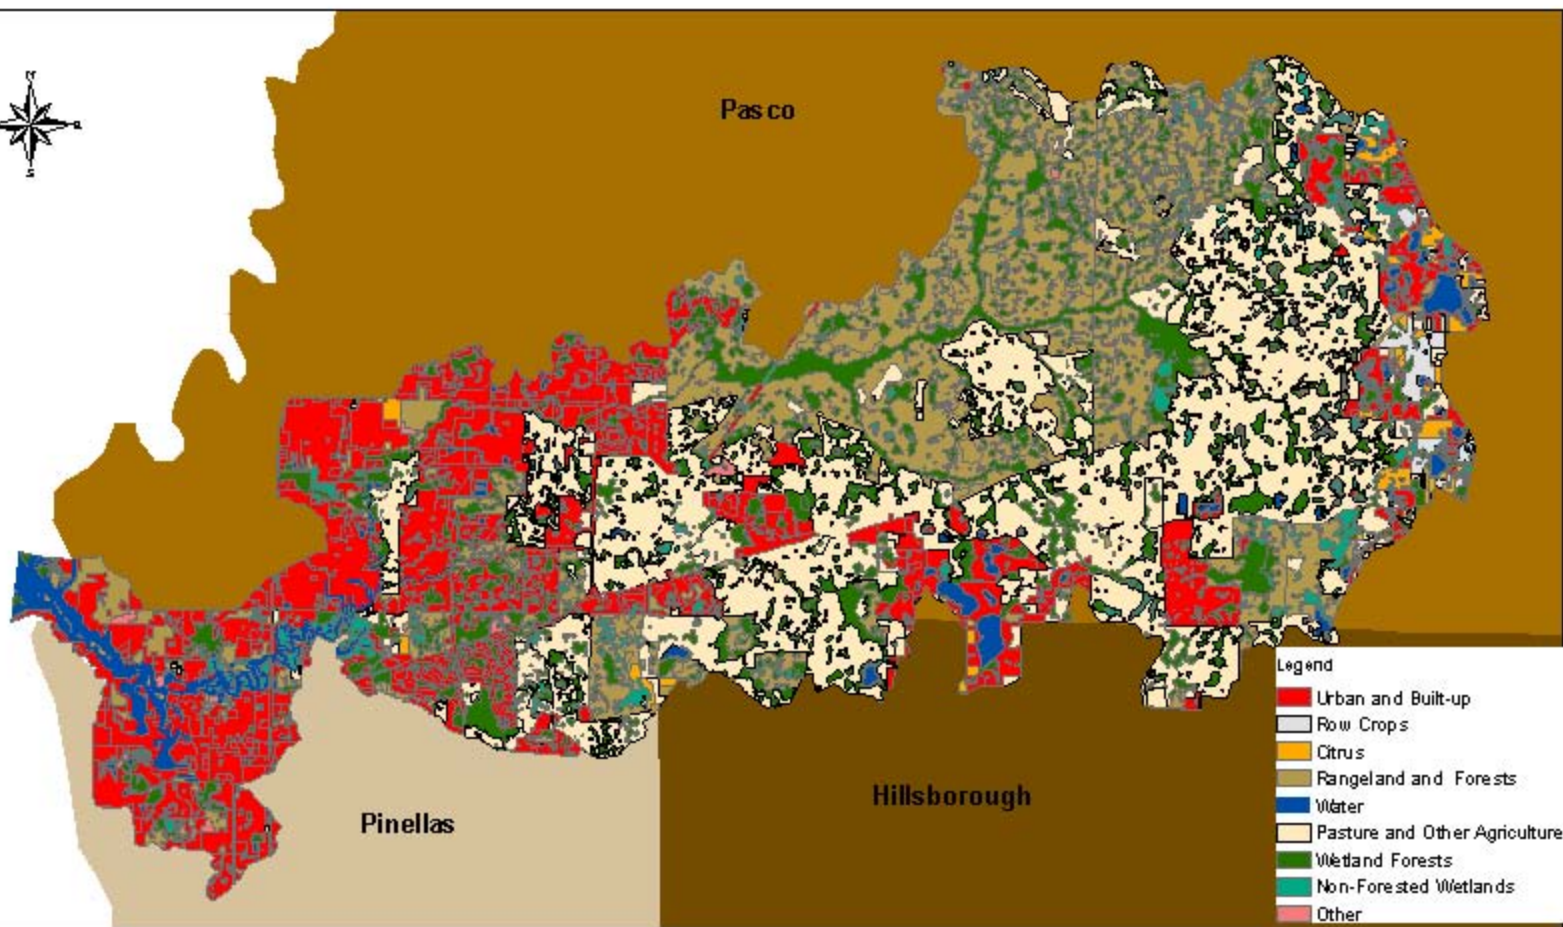 N
S
Pasco
Pinellas
Hillsborough
Legend
Urban and Built-up
Row Crops
Citrus
Rangeland and Forests
Water
Pasture and Other Agriculture
Wetland Forests
Non-Forested Wetlands
Other